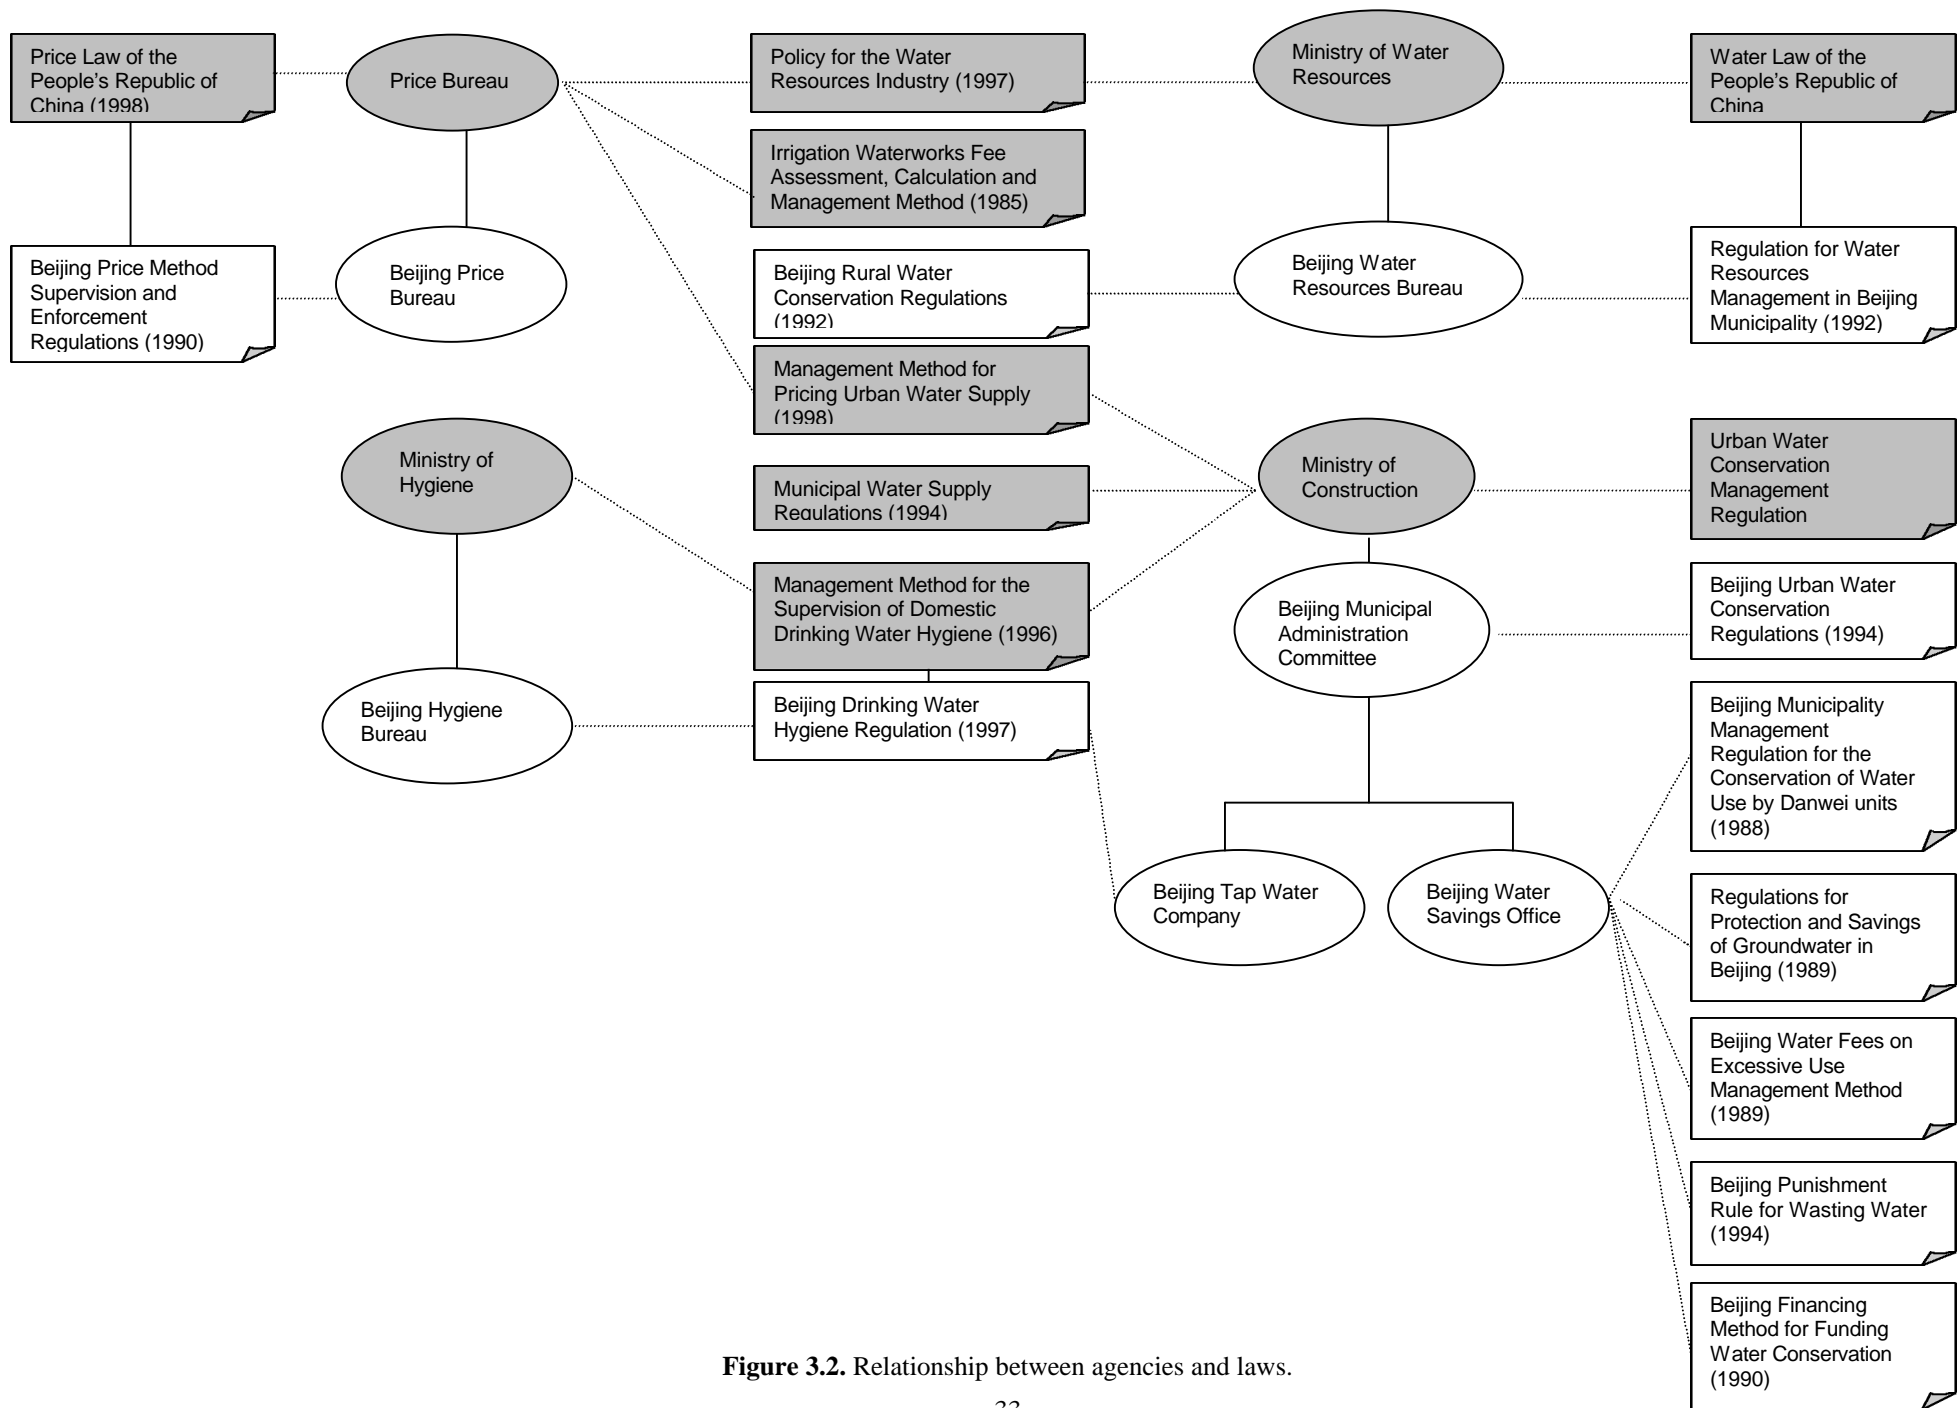 Price Law of the
People's Republic of
China (1998)
Price Bureau
Policy for the Water
Resources Industry (1997)
Ministry of Water
Resources
Water Law of the
People's Republic of
China
Irrigation Waterworks Fee
Assessment, Calculation and
Management Method (1985)
Beijing Price Method
Supervision and
Enforcement
Regulations (1990)
Beijing Price
Bureau
Beijing Rural Water
Conservation Regulations
(1992)
Beijing Water
Resources Bureau
Regulation for Water
Resources
Management in Beijing
Municipality (1992)
Management Method for
Pricing Urban Water Supply
(1998)
Ministry of
Hygiene
Municipal Water Supply
Regulations (1994)
Ministry of
Construction
Urban Water
Conservation
Management
Regulation
Management Method for the
Supervision of Domestic
Drinking Water Hygiene (1996)
Beijing Municipal
Administration
Committee
Beijing Urban Water
Conservation
Regulations (1994)
Beijing Hygiene
Bureau
Beijing Drinking Water
Hygiene Regulation (1997)
Beijing Municipality
Management
Regulation for the
Conservation of Water
Use by Danwei units
(1988)
Beijing Tap Water
Company
Beijing Water
Savings Office
Regulations for
Protection and Savings
of Groundwater in
Beijing (1989)
Beijing Water Fees on
Excessive Use
Management Method
(1989)
Beijing Punishment
Rule for Wasting Water
(1994)
Beijing Financing
Method for Funding
Water Conservation
(1990)
Figure 3.2. Relationship between agencies and laws.
33